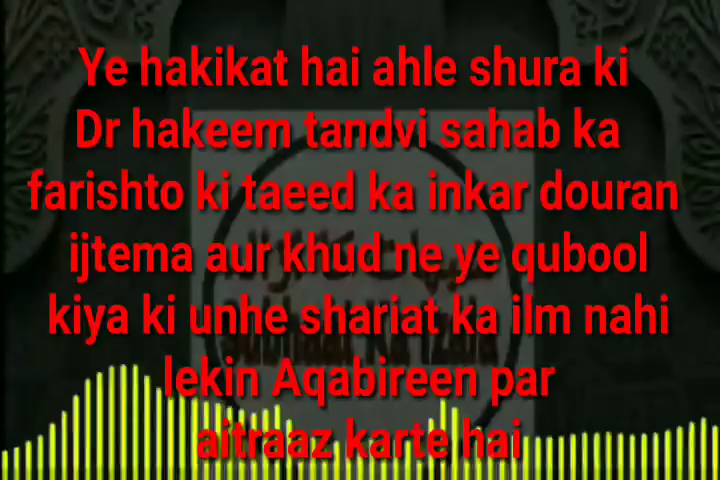 Ye hakikat hai ahle shura ki
Dr hakeem tandvi sahab ka
farishto ki taeed ka inkar douran
ijtema aur khud ne ye qubool
kiya ki unhe shariat ka ilm nahi
lekin Aqabireen par
aitraaz karte hai